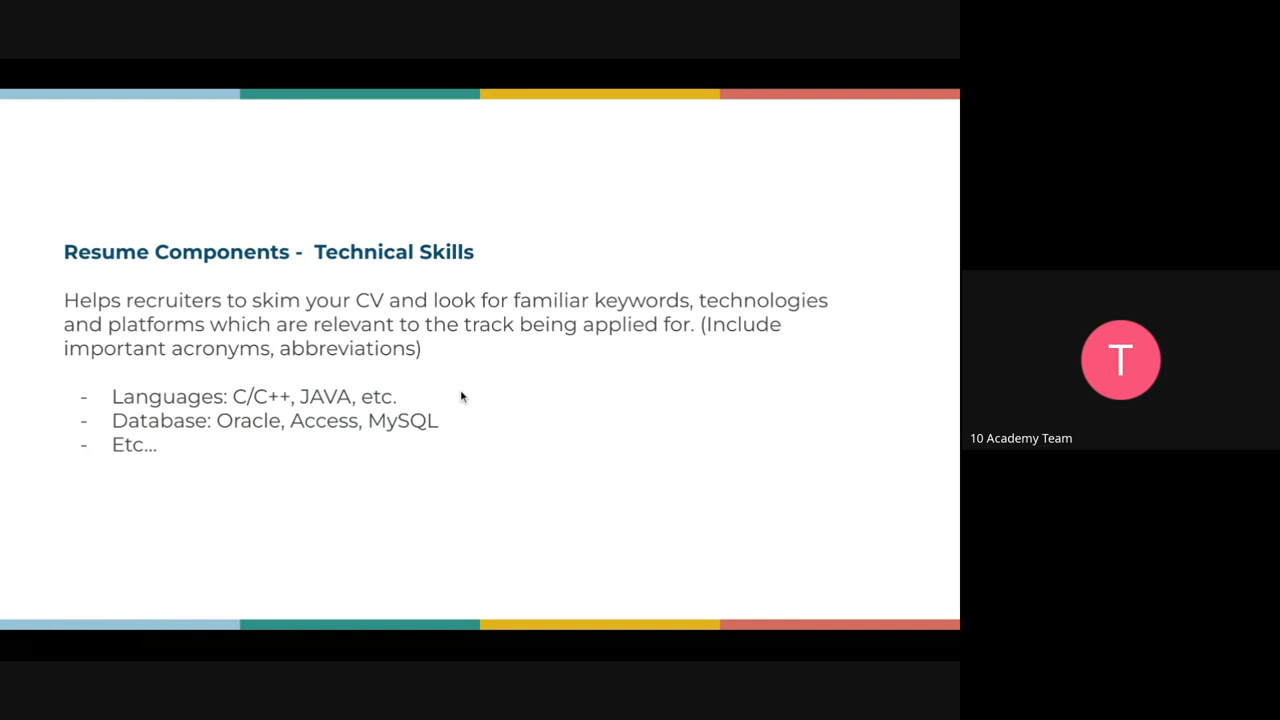 Resume Components -  Technical Skills
Helps recruiters to skim your CV and look for familiar keywords, technologies
and platforms which are relevant to the track being applied for. (Include
important acronyms, abbreviations)
- Languages: C/C++, JAVA, etc.
- Database: Oracle, Access, MySQL
- Etc...
T
10 Academy Team